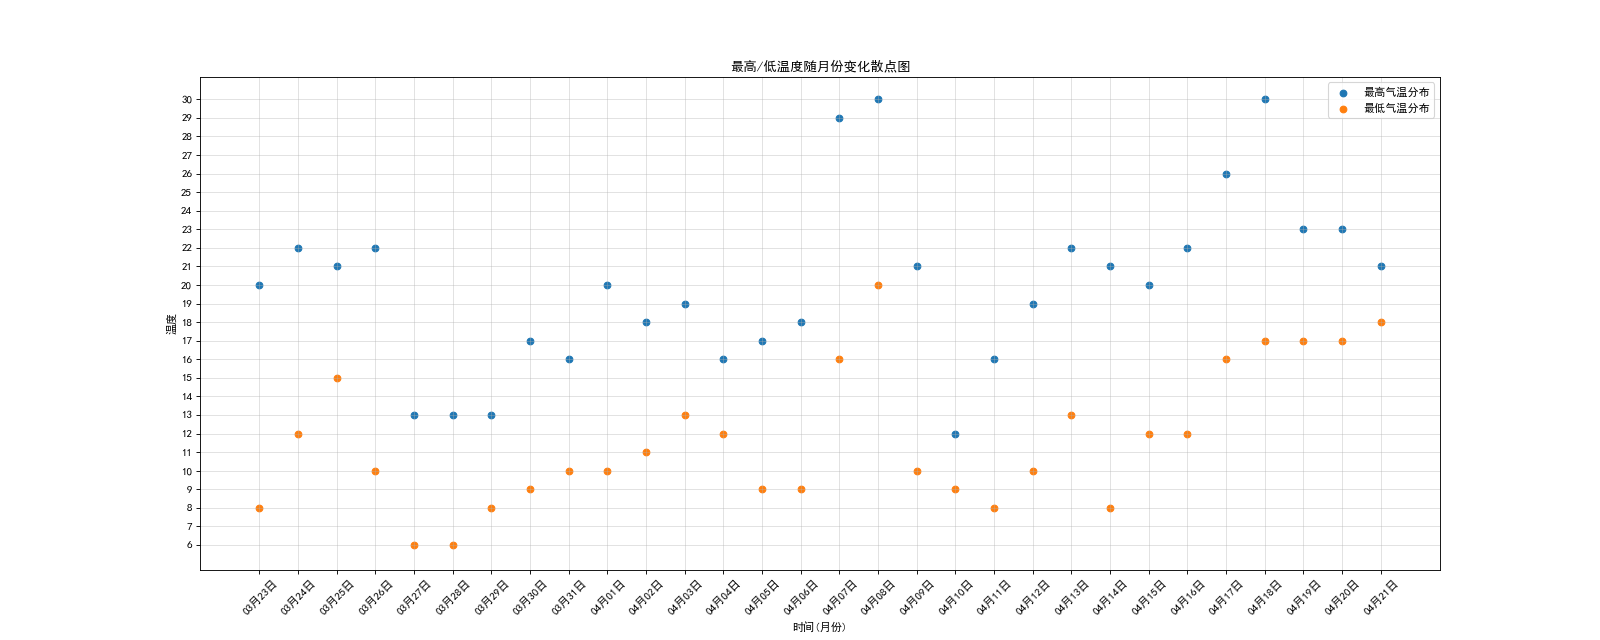 最高/低温度随月份变化散点图
最高气温分布
最低气温分布
温度
30
29
28
27
26
25
24
23
22
21
20
19
18
17
16
15
14
13
12
11
10
9
8
7
6
03月23日
03月24日
03月25日
03月26日
03月27日
03月28日
03月29日
03月30日
03月31日
04月01日
04月02日
04月03日
04月04日
04月05日
04月06日
04月07日
04月08日
04月09日
04月10日
04月11日
04月12日
04月13日
04月14日
04月15日
04月16日
04月17日
04月18日
04月19日
04月20日
04月21日
时间(月份)